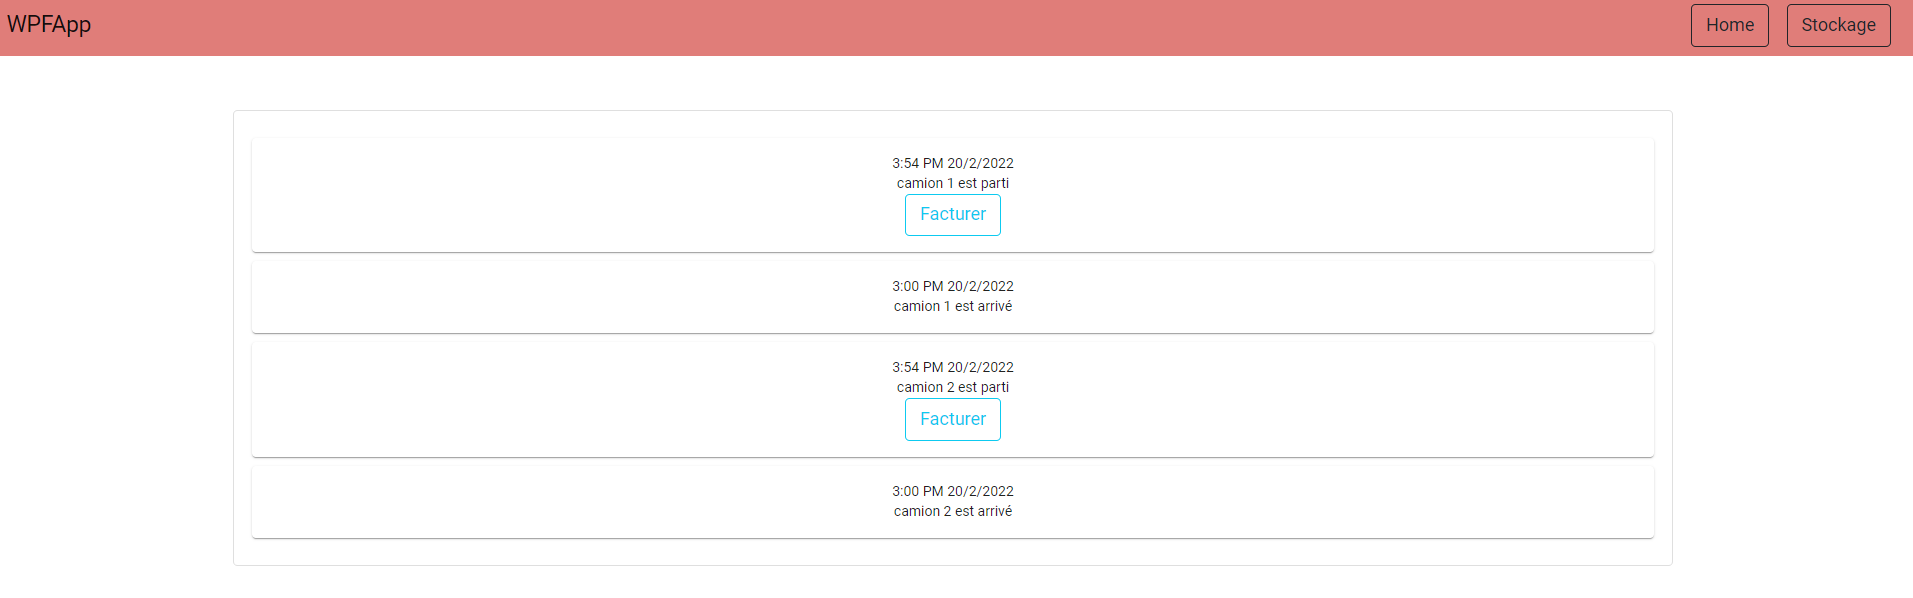 WPFApp
Home
Stockage
3:54 PM 20/2/2022
camion 1 est parti
Facturer
3:00 PM 20/2/2022
camion 1 est arrivé
3:54 PM 20/2/2022
camion 2 est parti
Facturer
3:00 PM 20/2/2022
camion 2 est arrivé